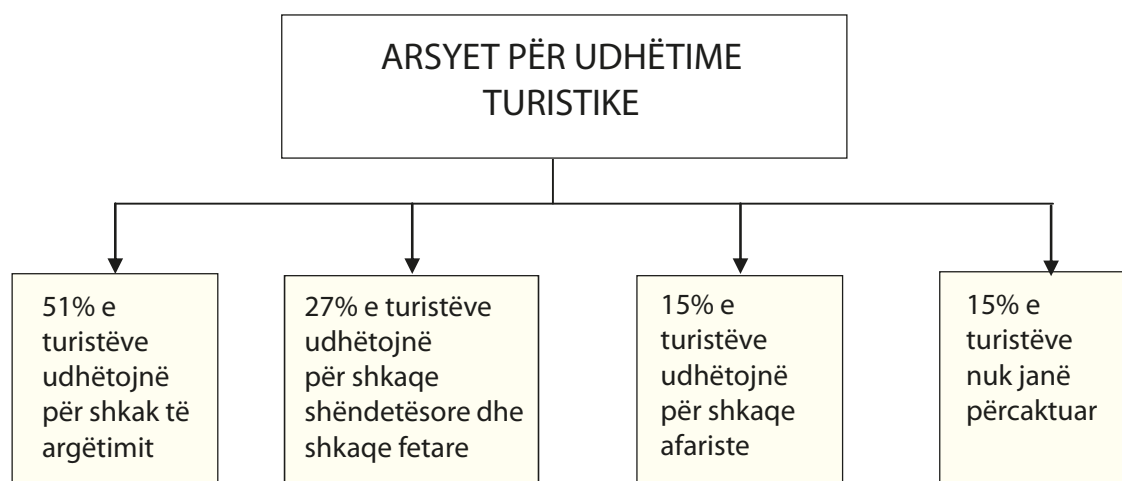 ARSYET PËR UDHËTIME
TURISTIKE
51% e
turistëve
udhëtojnë
për shkak të
argëtimit
27% e turistëve
udhëtojnë
për shkaqe
shëndetësore dhe
shkaqe fetare
15% e
turistëve
udhëtojnë
për shkaqe
afariste
15% e
turistëve
nuk janë
përcaktuar